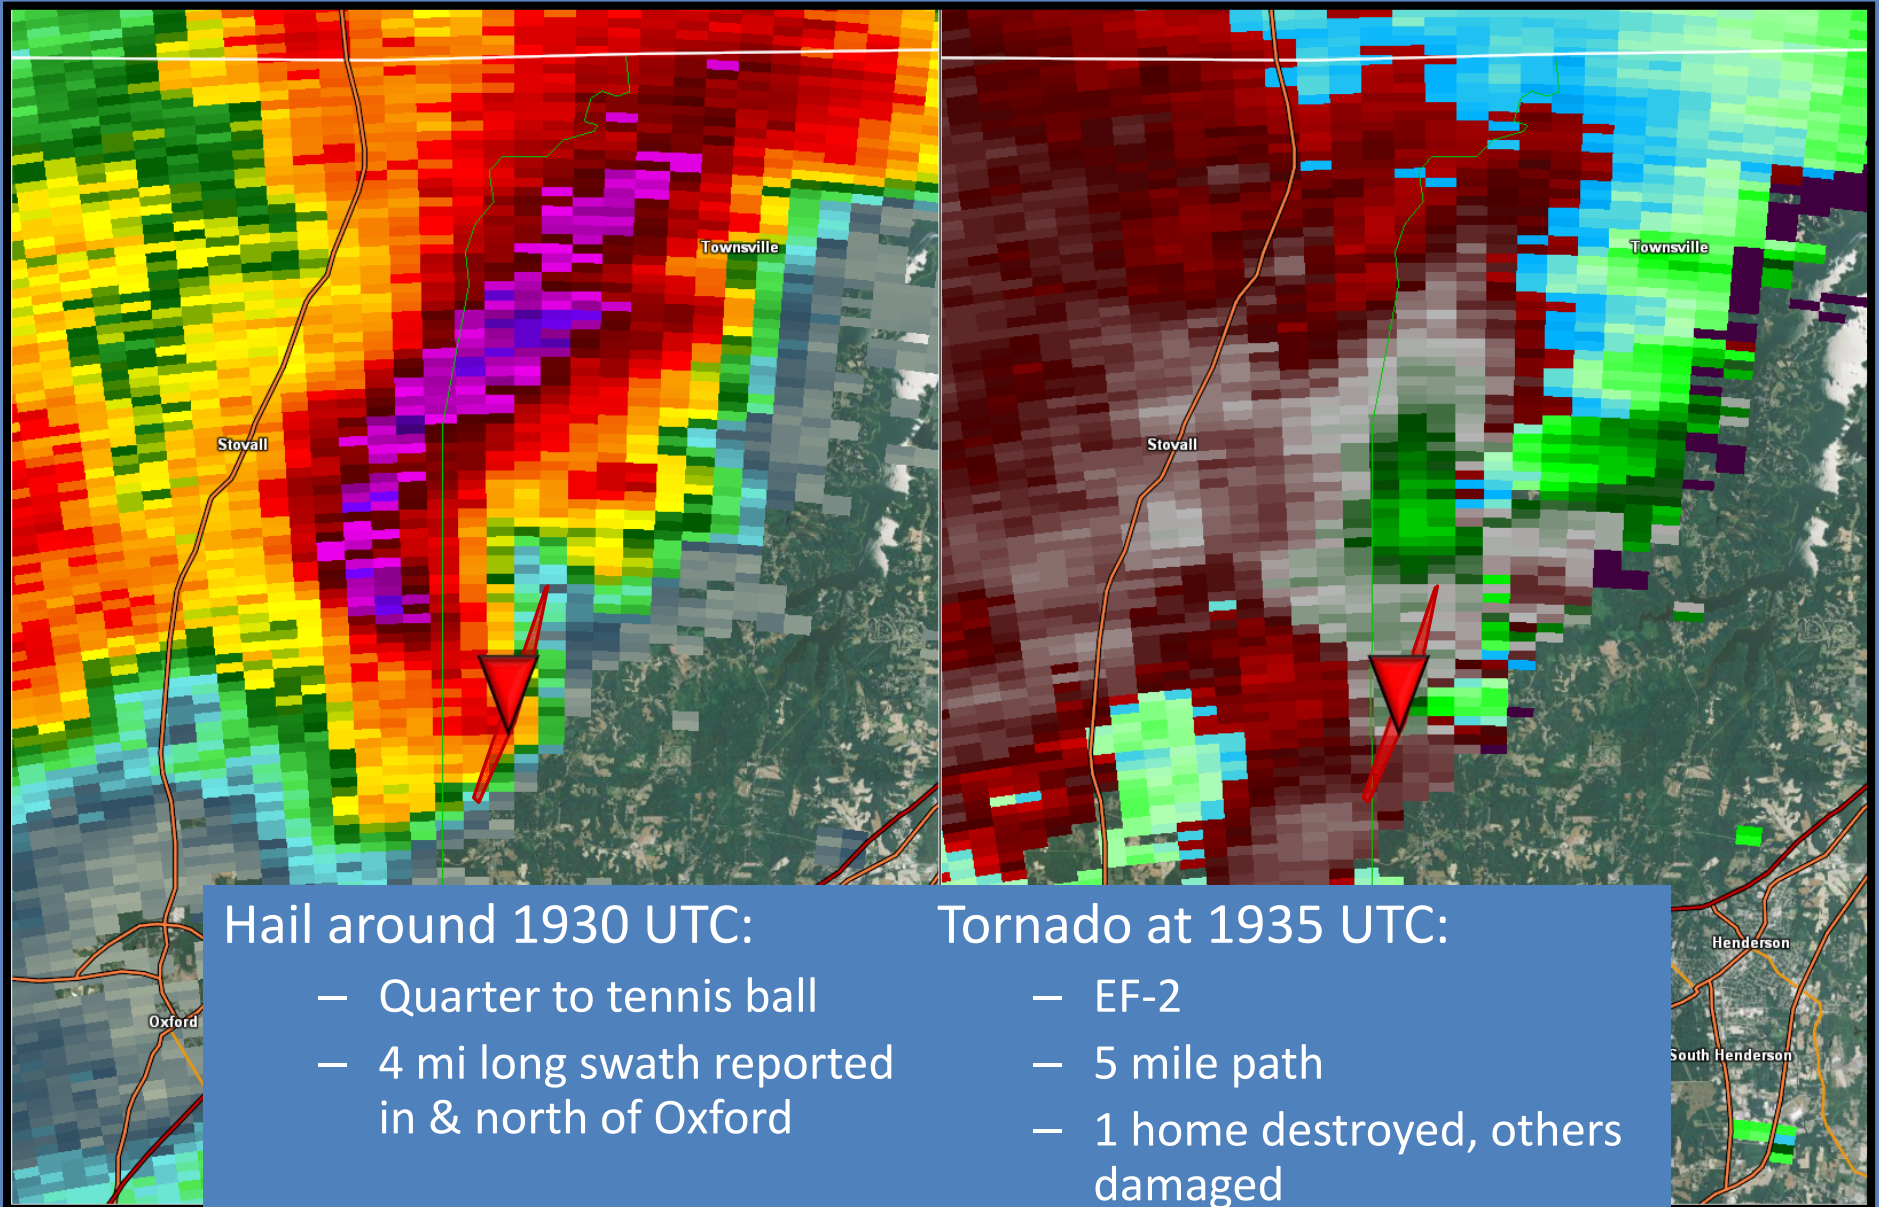 Townsville
Townsville
Stovall
Stovall
Hail around 1930 UTC:
– Quarter to tennis ball
– 4 mi long swath reported
in & north of Oxford
Tornado at 1935 UTC:
– EF-2
– 5 mile path
– 1 home destroyed, others
damaged
Henderson
Oxford
South Henderson